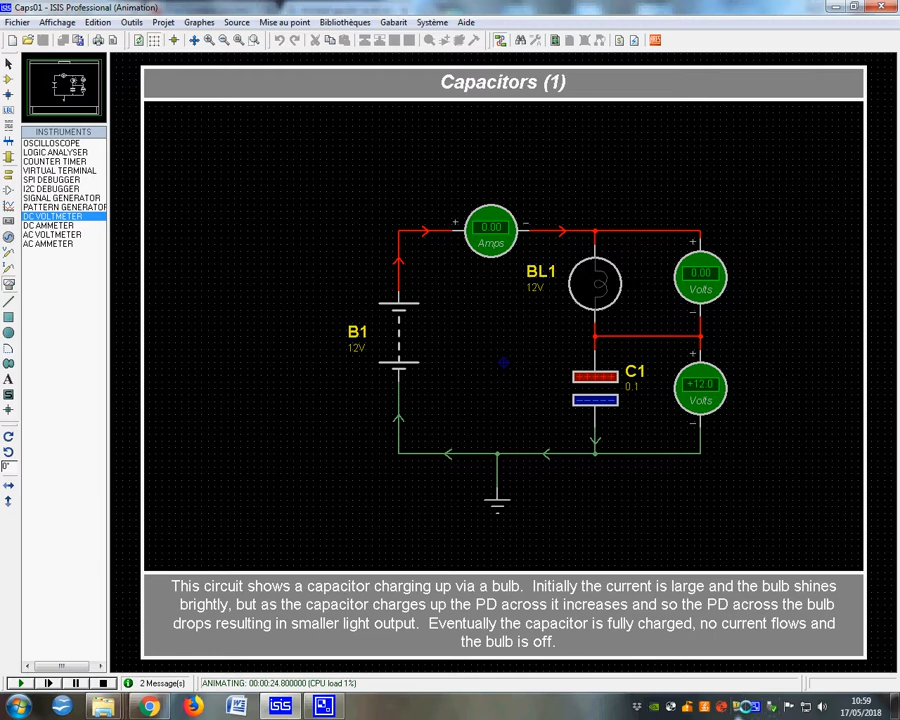 Caps01 - ISIS Professional (Animation)
Fichier Affichage Edition Outils Projet Graphes Source Mise au point Bibliothèques Gabarit Système Aide
Capacitors (1)
INSTRUMENTS
OSCILLOSCOPE
LOGIC ANALYSER
COUNTER TIMER
VIRTUAL TERMINAL
SPI DEBUGGER
I2C DEBUGGER
SIGNAL GENERATOR
PATTERN GENERATOR
DC VOLTMETER
DC AMMETER
AC VOLTMETER
AC AMMETER
LBL
A
0°
+ 0.00 -
Amps
BL1
12V
+
0.00
Volts
-
B1
12V
C1
0.1
+
+12.0
Volts
-
This circuit shows a capacitor charging up via a bulb. Initially the current is large and the bulb shines
brightly, but as the capacitor charges up the PD across it increases and so the PD across the bulb
drops resulting in smaller light output. Eventually the capacitor is fully charged, no current flows and
the bulb is off.
2 Message(s) ANIMATING: 00:00:24.800000 (CPU load 1%)
isis
10:59
17/05/2018